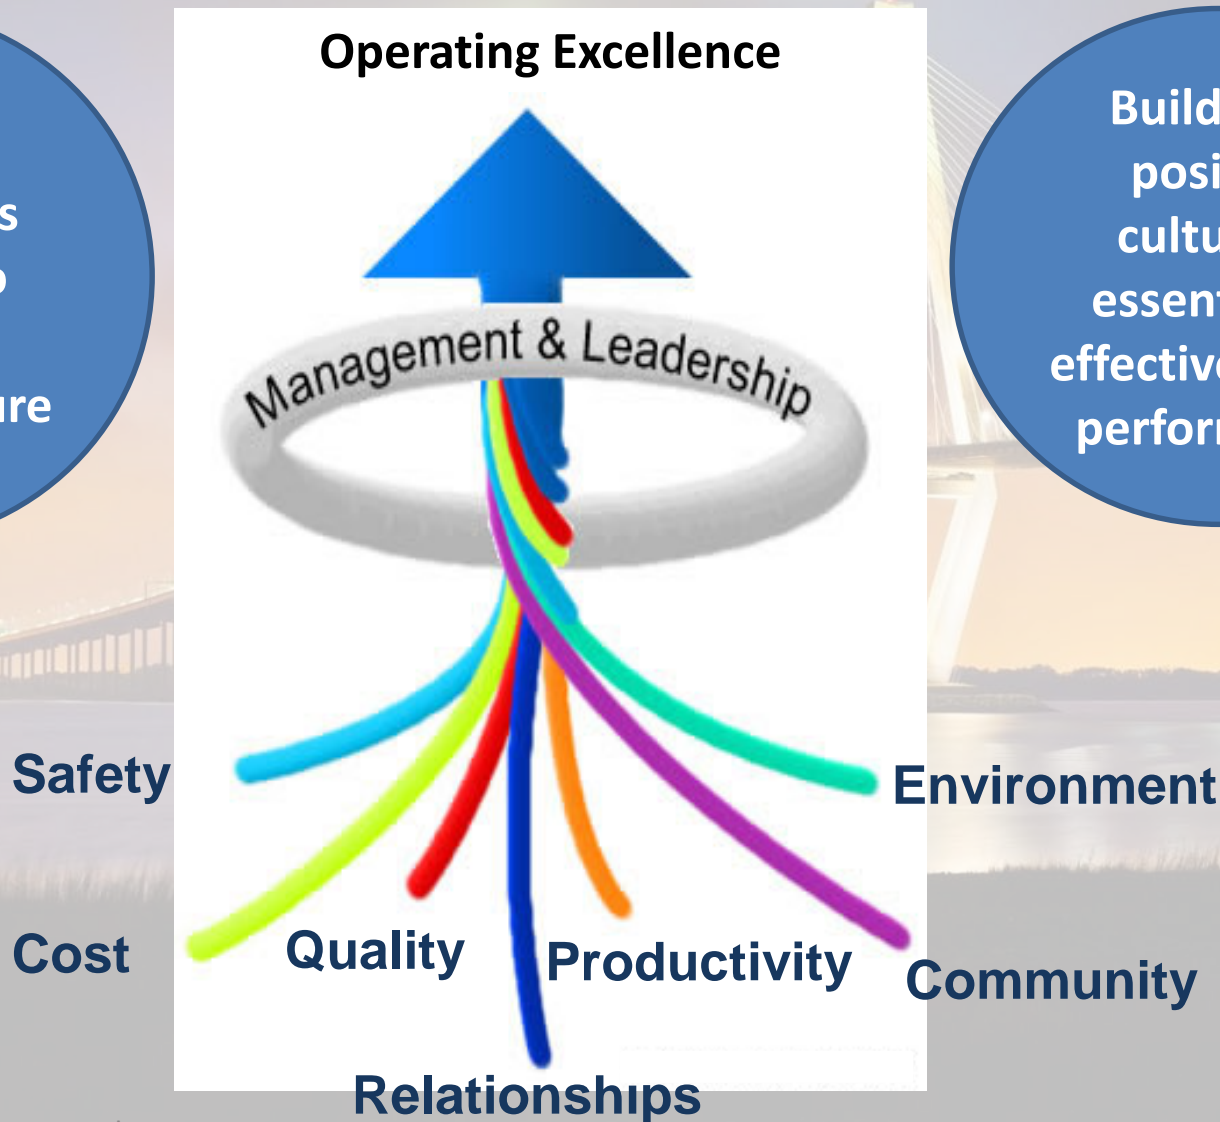 Operating Excellence
Management & Leadership
Safety
Environment
Cost
Quality
Productivity
Community
Relationships